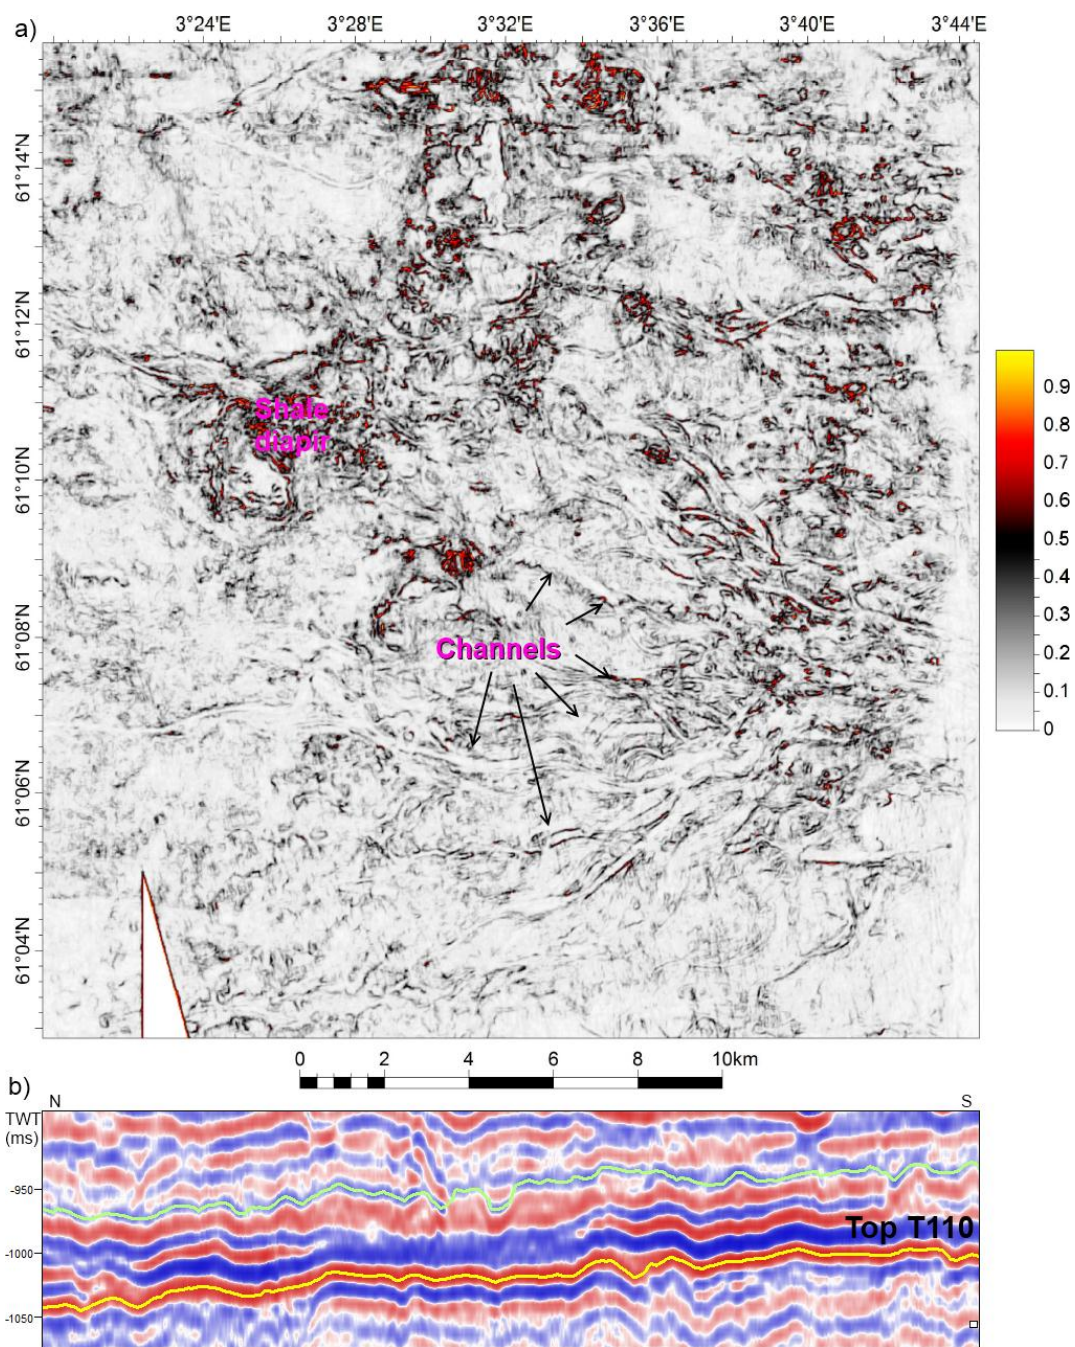 a)
3°24'E 3°28'E 3°32'E 3°36'E 3°40'E 3°44'E
61°14'N
61°12'N
61°10'N
61°08'N
61°06'N
61°04'N
Shale
diapir
Channels
0.9
0.8
0.7
0.6
0.5
0.4
0.3
0.2
0.1
0
0 2 4 6 8 10km
b)
N S
TWT
(ms)
-950
-1000
-1050
Top T110